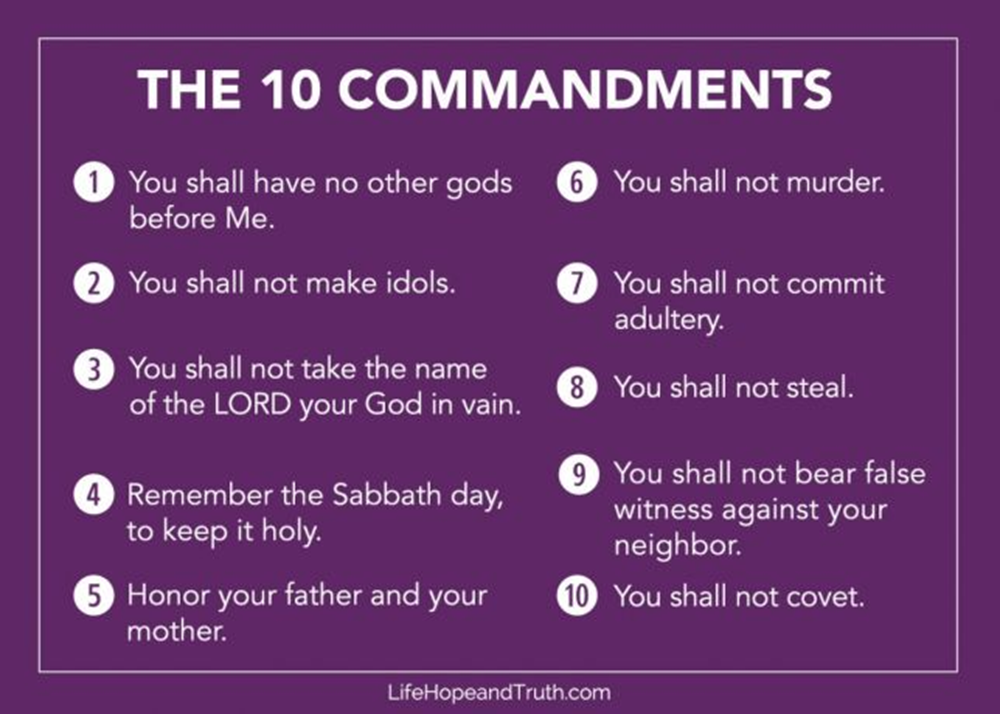 THE 10 COMMANDMENTS
1 You shall have no other gods
before Me.
2 You shall not make idols.
3 You shall not take the name
of the LORD your God in vain.
4 Remember the Sabbath day,
to keep it holy.
5 Honor your father and your
mother.
6 You shall not murder.
7 You shall not commit
adultery.
8 You shall not steal.
9 You shall not bear false
witness against your
neighbor.
10 You shall not covet.
LifeHopeandTruth.com